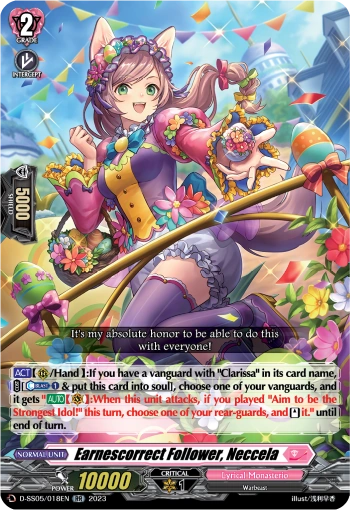 2
GRADE
INTERCEPT
5000
SHIELD
It's my absolute honor to be able to do this
with everyone!
ACT【 /Hand】:If you have a vanguard with "Clarissa" in its card name,
[ BLAST 1 & put this card into soul], choose one of your vanguards, and
it gets "AUTO【 】:When this unit attacks, if you played "Aim to be the
Strongest Idol!" this turn, choose one of your rear-guards, and [ ] it." until
end of turn.
NORMAL UNIT Earnescorrect Follower, Neccela
POWER 10000 CRITICAL 1 Lyrical Monasterio
Warbeast
D-SS05/018EN RR 2023 illust/浅利早香